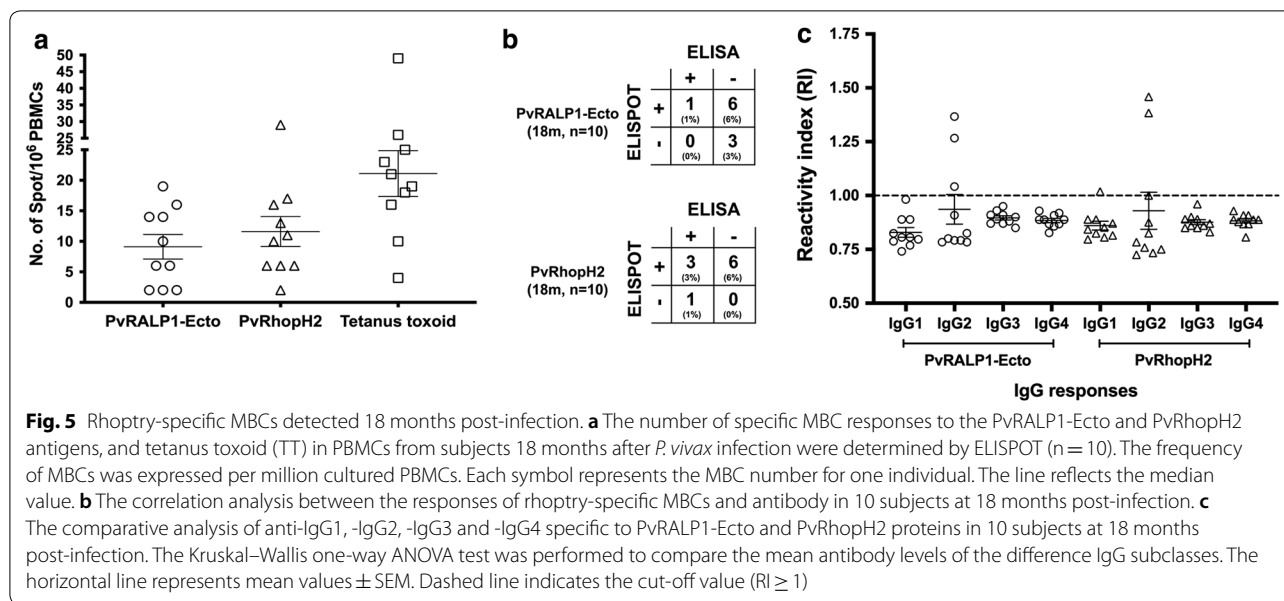 a
No. of Spot/10⁶ PBMCs
50
45
40
35
30
25
25
20
15
10
5
0
PvRALP1-Ecto PvRhopH2 Tetanus toxoid
b
ELISA
+ -
PvRALP1-Ecto
(18m, n=10)
ELISPOT
+ 1 6
(1%) (6%)
- 0 3
(0%) (3%)
ELISA
+ -
PvRhopH2
(18m, n=10)
ELISPOT
+ 3 6
(3%) (6%)
- 1 0
(1%) (0%)
c
Reactivity index (RI)
1.75
1.50
1.25
1.00
0.75
0.50
IgG1 IgG2 IgG3 IgG4 IgG1 IgG2 IgG3 IgG4
PvRALP1-Ecto PvRhopH2
IgG responses
Fig. 5 Rhoptry-specific MBCs detected 18 months post-infection. a The number of specific MBC responses to the PvRALP1-Ecto and PvRhopH2
antigens, and tetanus toxoid (TT) in PBMCs from subjects 18 months after P. vivax infection were determined by ELISPOT (n = 10). The frequency
of MBCs was expressed per million cultured PBMCs. Each symbol represents the MBC number for one individual. The line reflects the median
value. b The correlation analysis between the responses of rhoptry-specific MBCs and antibody in 10 subjects at 18 months post-infection. c
The comparative analysis of anti-IgG1, -IgG2, -IgG3 and -IgG4 specific to PvRALP1-Ecto and PvRhopH2 proteins in 10 subjects at 18 months
post-infection. The Kruskal–Wallis one-way ANOVA test was performed to compare the mean antibody levels of the difference IgG subclasses. The
horizontal line represents mean values ± SEM. Dashed line indicates the cut-off value (RI ≥ 1)